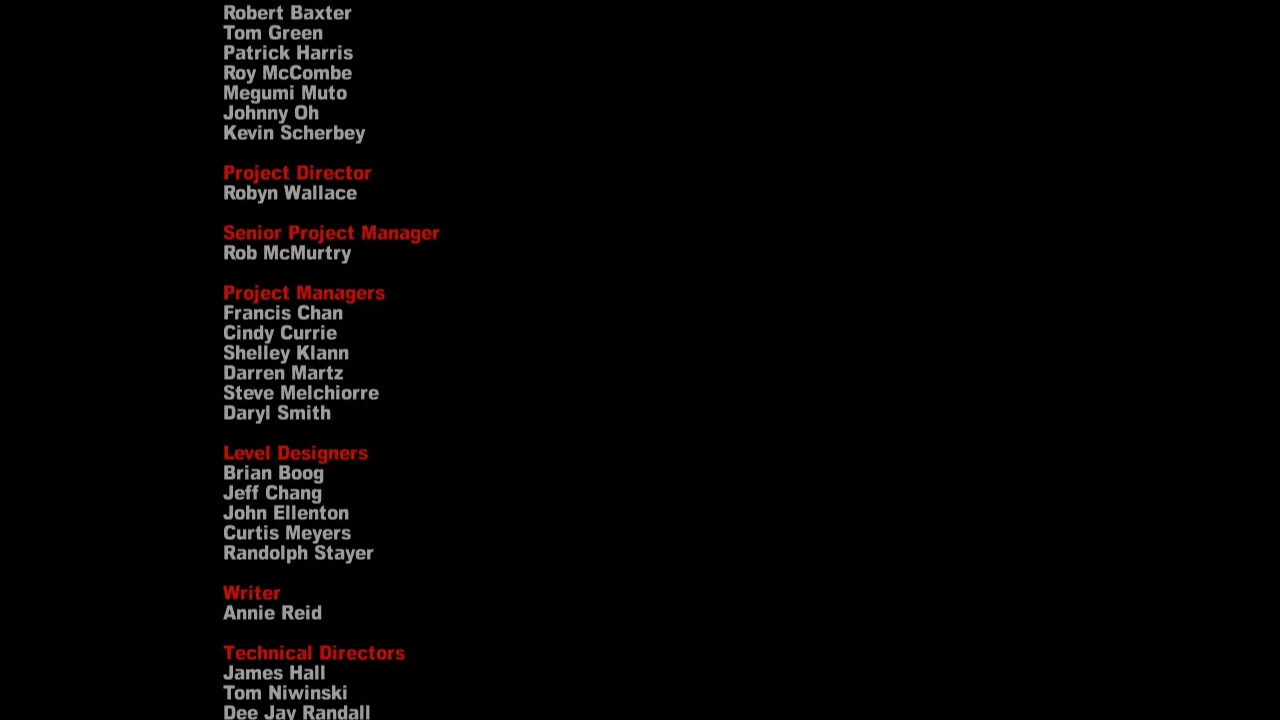 Robert Baxter
Tom Green
Patrick Harris
Roy McCombe
Megumi Muto
Johnny Oh
Kevin Scherbey
Project Director
Robyn Wallace
Senior Project Manager
Rob McMurtry
Project Managers
Francis Chan
Cindy Currie
Shelley Klann
Darren Martz
Steve Melchiorre
Daryl Smith
Level Designers
Brian Boog
Jeff Chang
John Ellenton
Curtis Meyers
Randolph Stayer
Writer
Annie Reid
Technical Directors
James Hall
Tom Niwinski
Dee Jay Randall